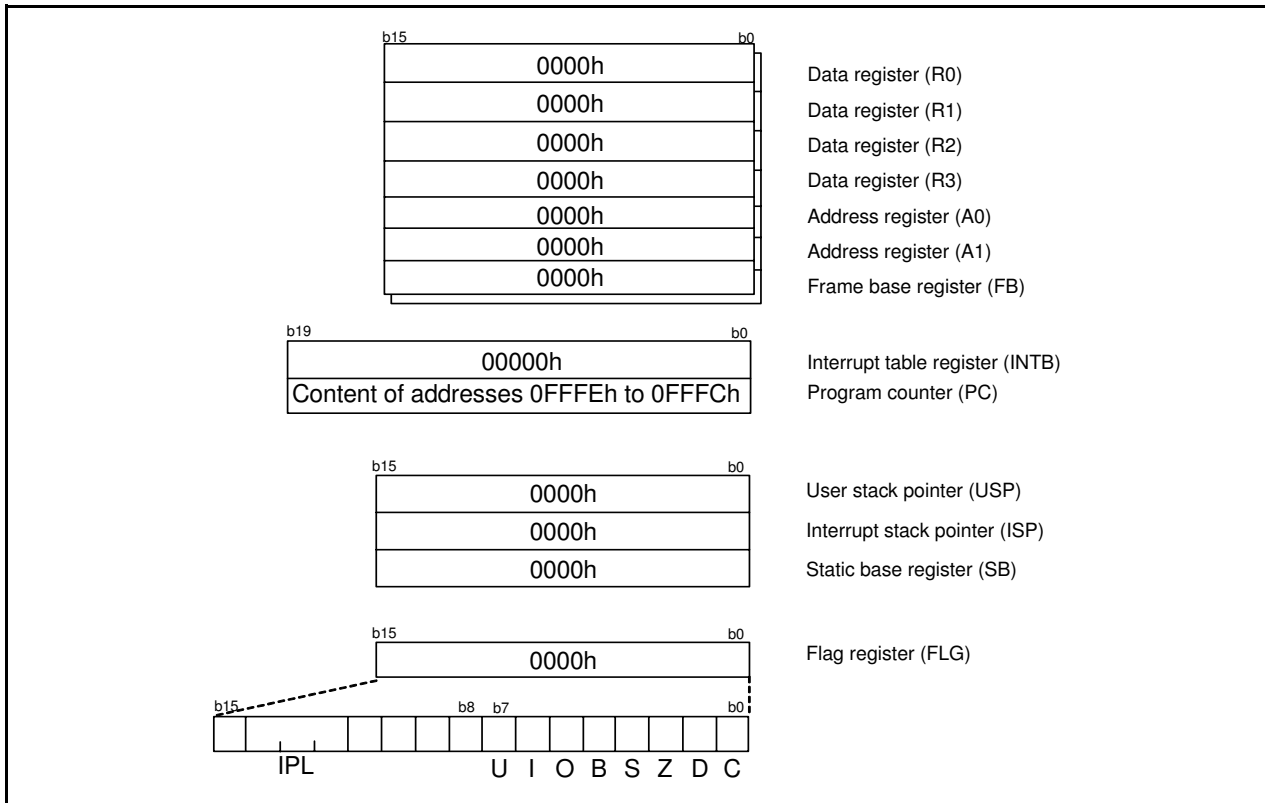 b15 b0
0000h Data register (R0)
0000h Data register (R1)
0000h Data register (R2)
0000h Data register (R3)
0000h Address register (A0)
0000h Address register (A1)
0000h Frame base register (FB)
b19 b0
00000h Interrupt table register (INTB)
Content of addresses 0FFFEh to 0FFFCh Program counter (PC)
b15 b0
0000h User stack pointer (USP)
0000h Interrupt stack pointer (ISP)
0000h Static base register (SB)
b15 b0
0000h Flag register (FLG)
b15 b8 b7 b0
IPL U I O B S Z D C